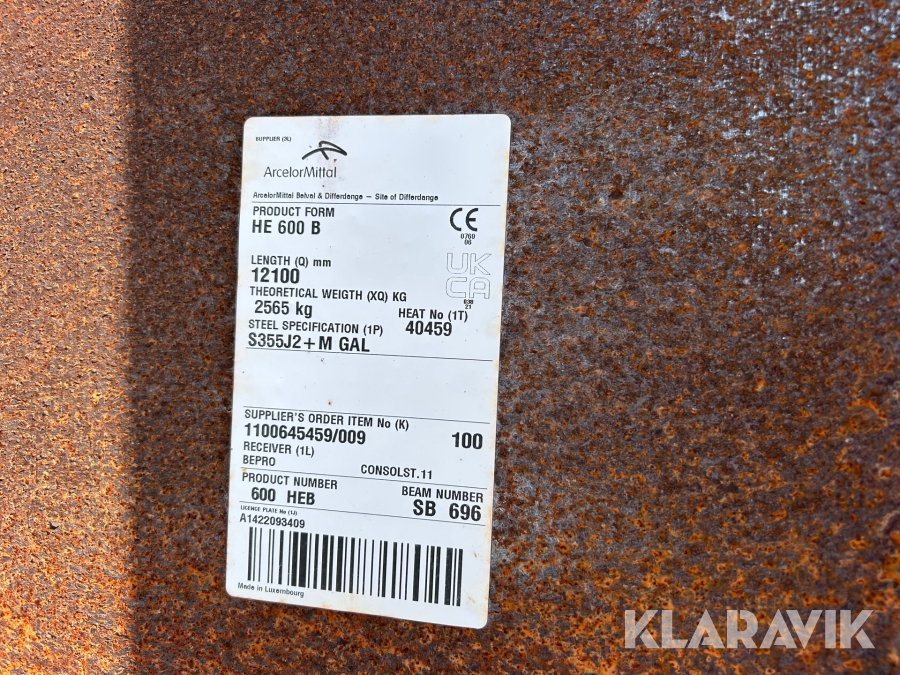 SUPPLIER (2L)
ArcelorMittal
ArcelorMittal Belval & Differdange – Site of Differdange
PRODUCT FORM
HE 600 B
CE
0769
06
LENGTH (Q) mm
12100
UK
CA
THEORETICAL WEIGTH (XQ) KG
2565 kg
21
HEAT No (1T)
40459
STEEL SPECIFICATION (1P)
S355J2+M GAL
SUPPLIER'S ORDER ITEM No (K)
1100645459/009
100
RECEIVER (1L)
BEPRO
CONSOLST.11
PRODUCT NUMBER
600 HEB
BEAM NUMBER
SB 696
LICENCE PLATE No (1J)
A1422093409
Made in Luxembourg
KLARAVIK